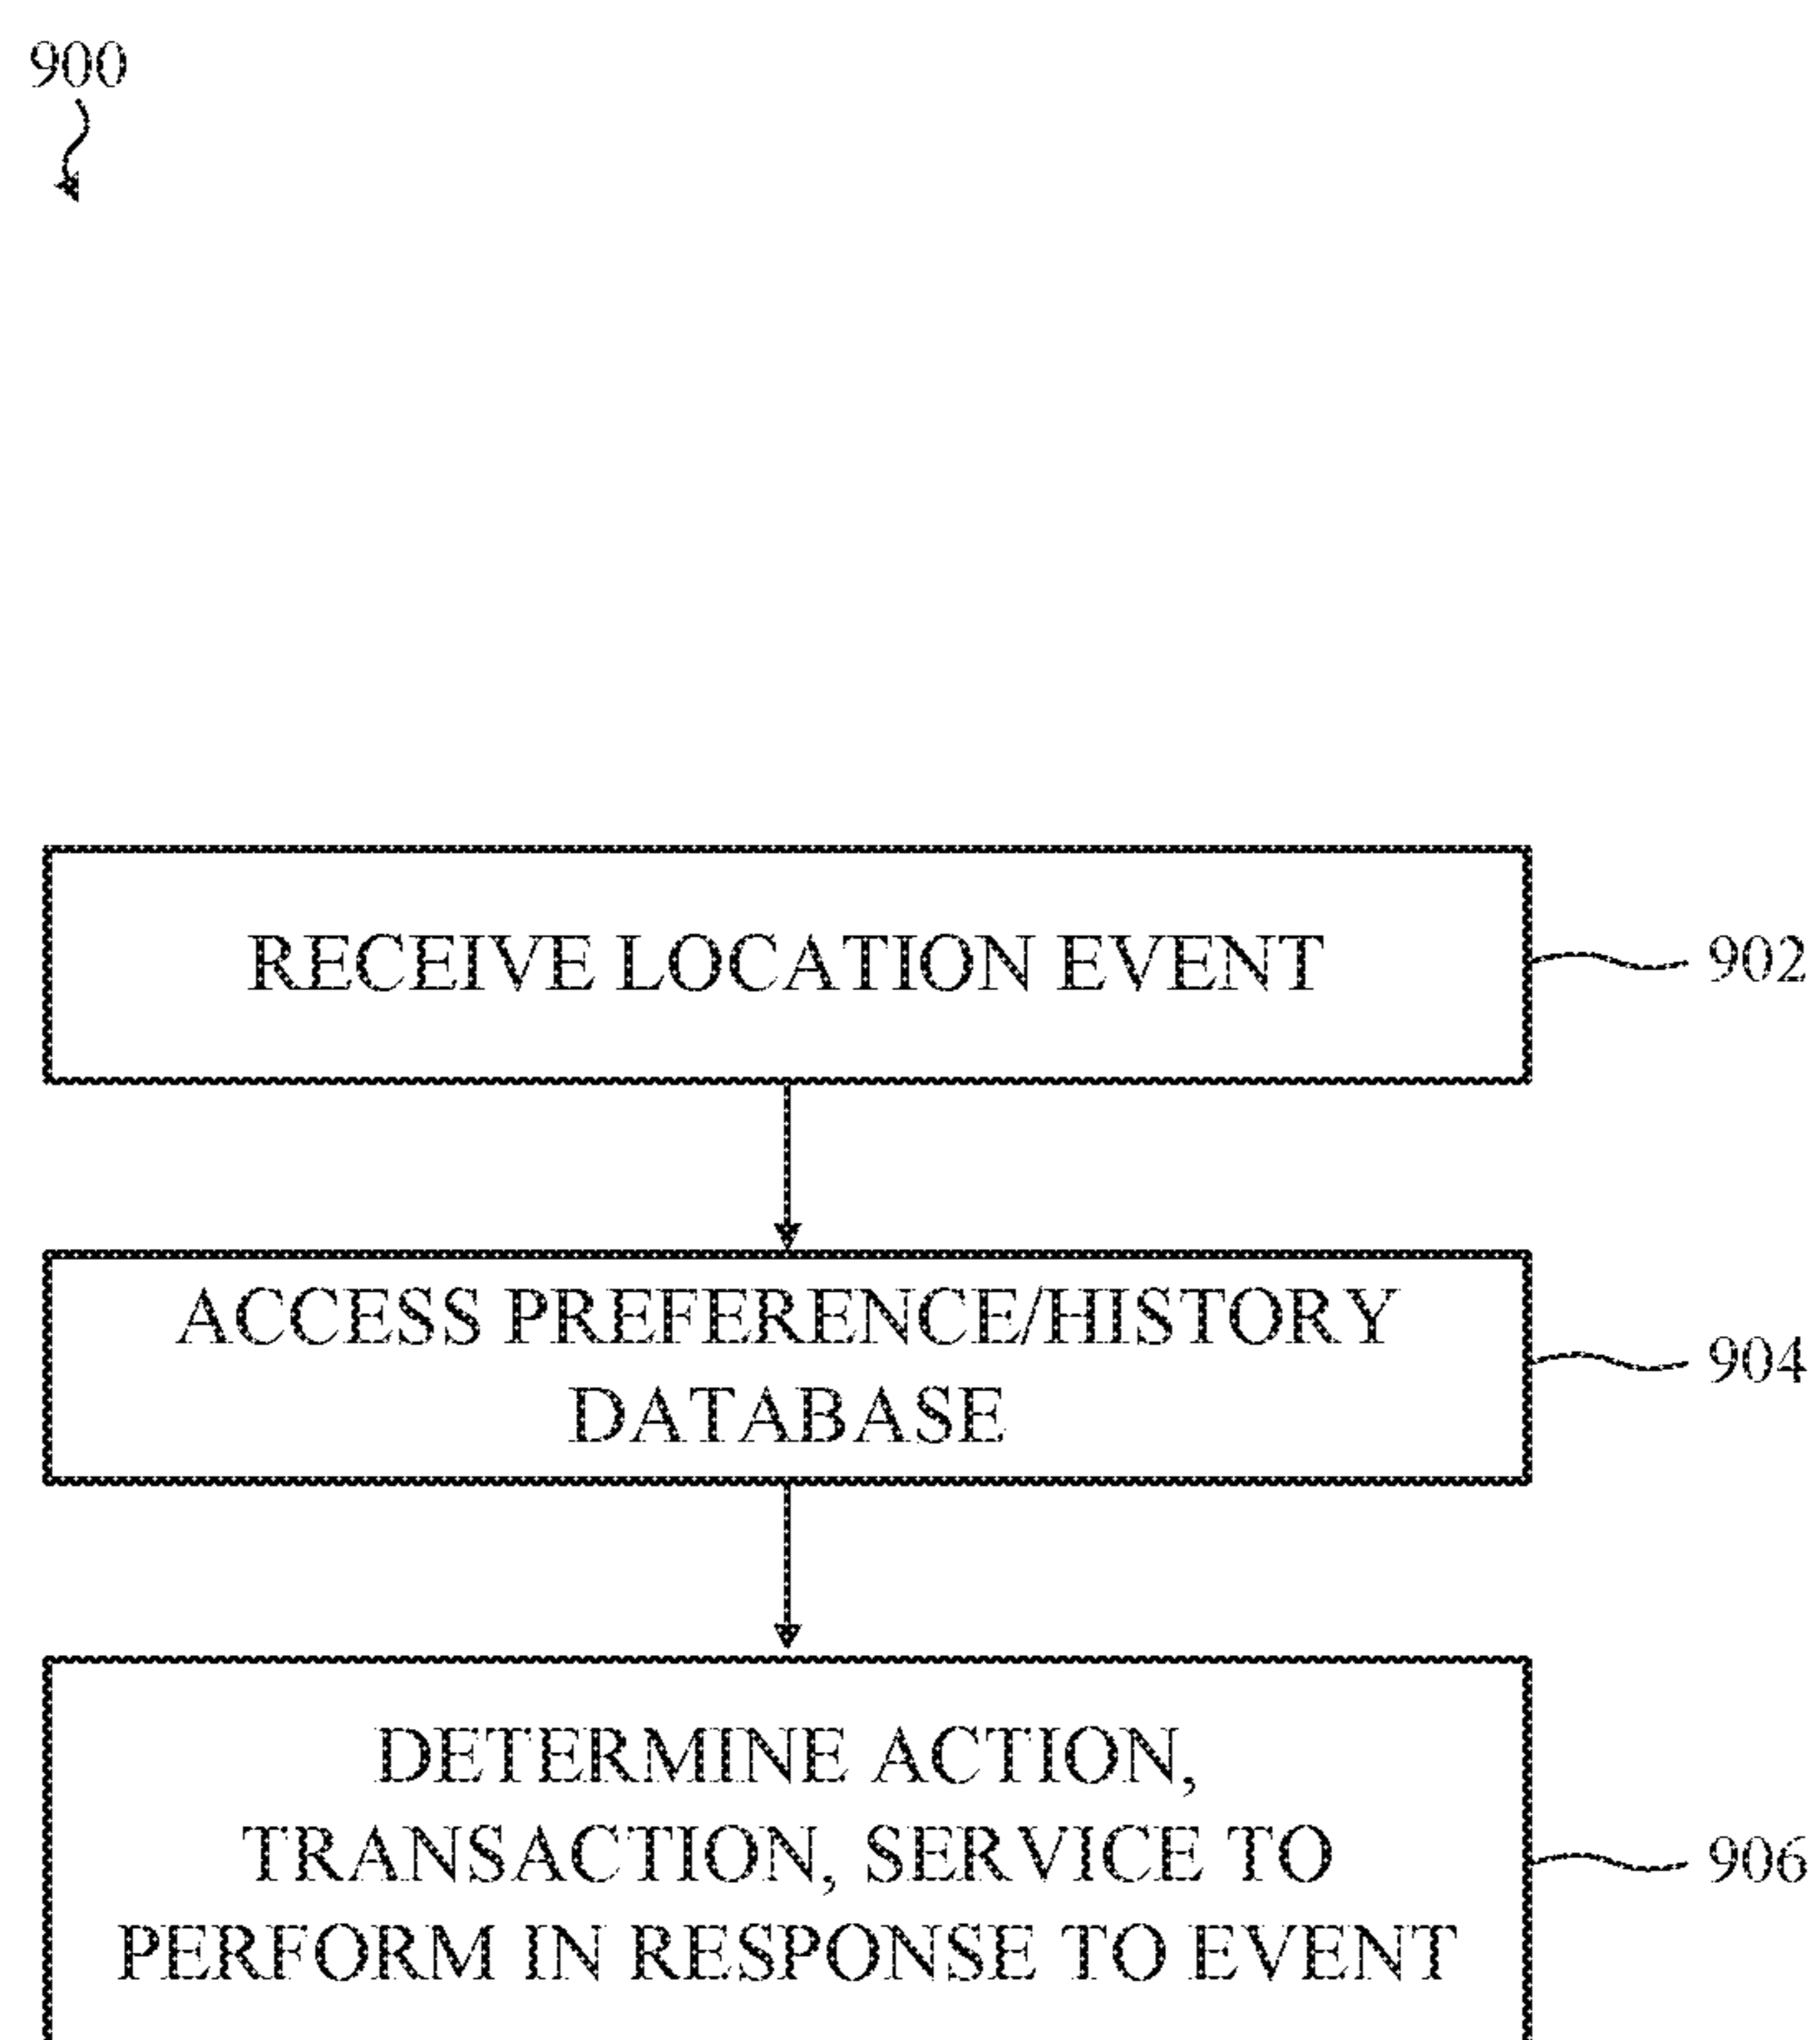 900
RECEIVE LOCATION EVENT
902
ACCESS PREFERENCE/HISTORY
DATABASE
904
DETERMINE ACTION,
TRANSACTION, SERVICE TO
PERFORM IN RESPONSE TO EVENT
906